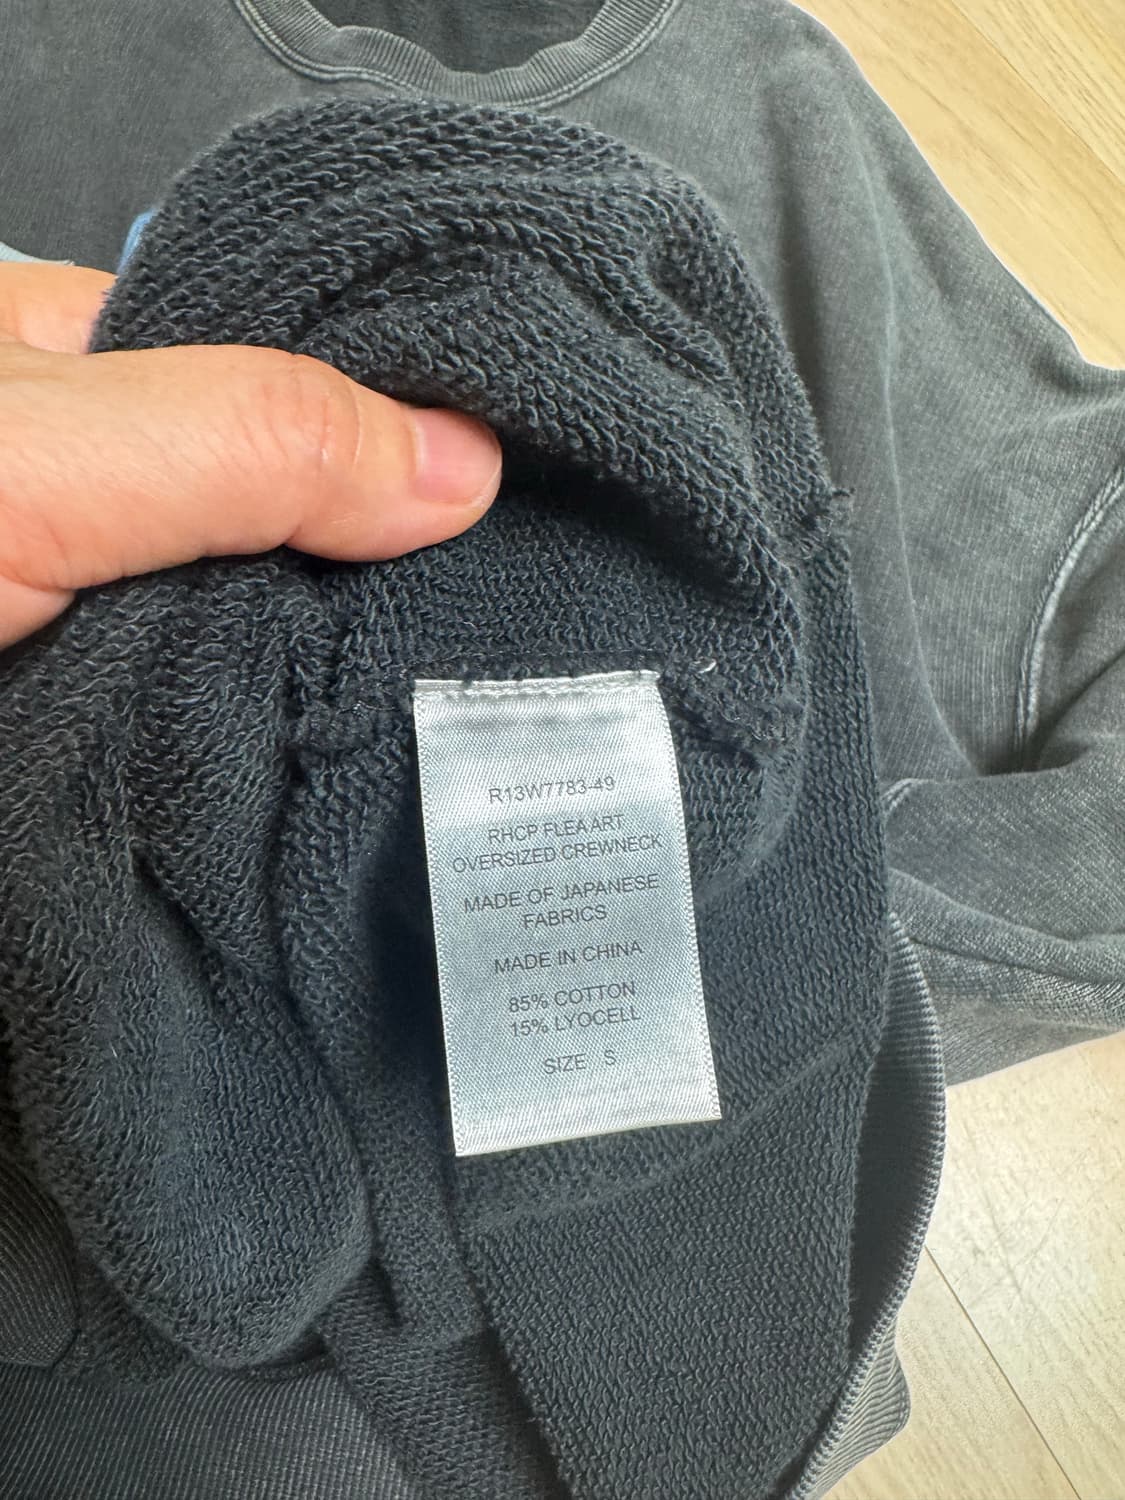 R13W7783-49
RHCP FLEA ART
OVERSIZED CREWNECK
MADE OF JAPANESE
FABRICS
MADE IN CHINA
85% COTTON
15% LYOCELL
SIZE S